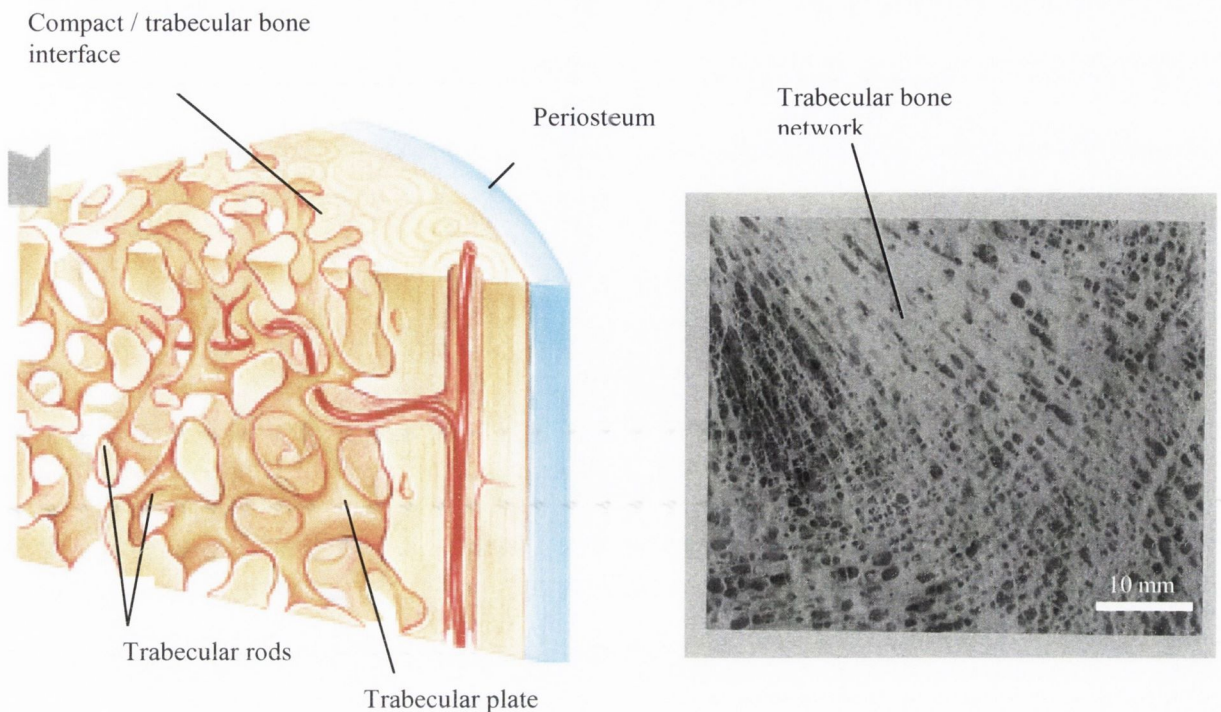 Compact / trabecular bone
interface
Periosteum
Trabecular bone
network
10 mm
Trabecular rods
Trabecular plate